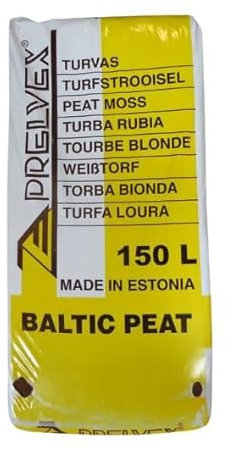 PRELVEX
TURVAS
TURFSTROOISEL
PEAT MOSS
TURBA RUBIA
TOURBE BLONDE
WEIßTORF
TORBA BIONDA
TURFA LOURA
150 L
MADE IN ESTONIA
BALTIC PEAT
PRELVEX